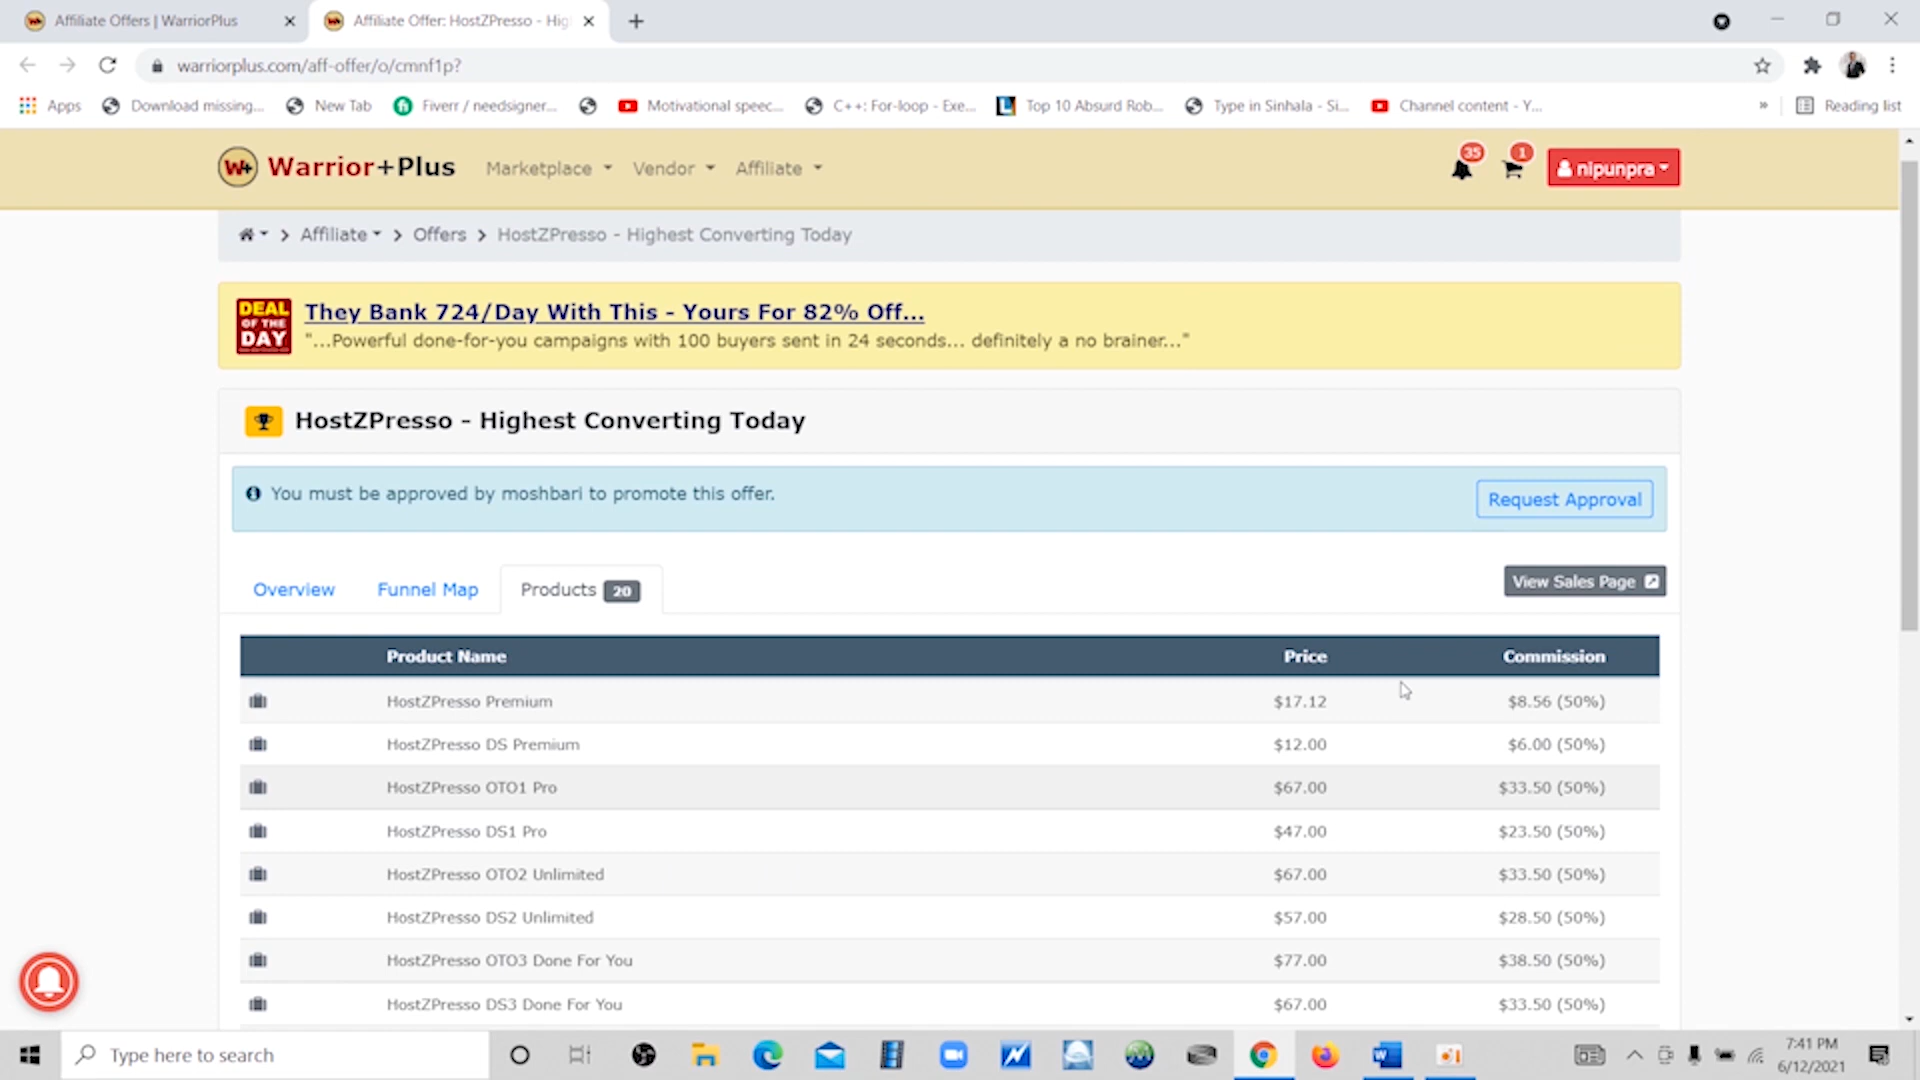 Affiliate Offers | WarriorPlus
Affiliate Offer: HostZPresso - Hig
warriorplus.com/aff-offer/o/cmnf1p?
Apps
Download missing...
New Tab
Fiverr / needsigner...
Motivational speec...
C++: For-loop - Exe...
Top 10 Absurd Rob...
Type in Sinhala - Si...
Channel content - Y...
»
Reading list
W+ Warrior+Plus
Marketplace
Vendor
Affiliate
35
1
nipunpra
> Affiliate > Offers > HostZPresso - Highest Converting Today
DEAL OF THE DAY
They Bank 724/Day With This - Yours For 82% Off...
"...Powerful done-for-you campaigns with 100 buyers sent in 24 seconds... definitely a no brainer..."
HostZPresso - Highest Converting Today
You must be approved by moshbari to promote this offer.
Request Approval
Overview
Funnel Map
Products 20
View Sales Page
Product Name Price Commission
HostZPresso Premium $17.12 $8.56 (50%)
HostZPresso DS Premium $12.00 $6.00 (50%)
HostZPresso OTO1 Pro $67.00 $33.50 (50%)
HostZPresso DS1 Pro $47.00 $23.50 (50%)
HostZPresso OTO2 Unlimited $67.00 $33.50 (50%)
HostZPresso DS2 Unlimited $57.00 $28.50 (50%)
HostZPresso OTO3 Done For You $77.00 $38.50 (50%)
HostZPresso DS3 Done For You $67.00 $33.50 (50%)
Type here to search
7:41 PM
6/12/2021